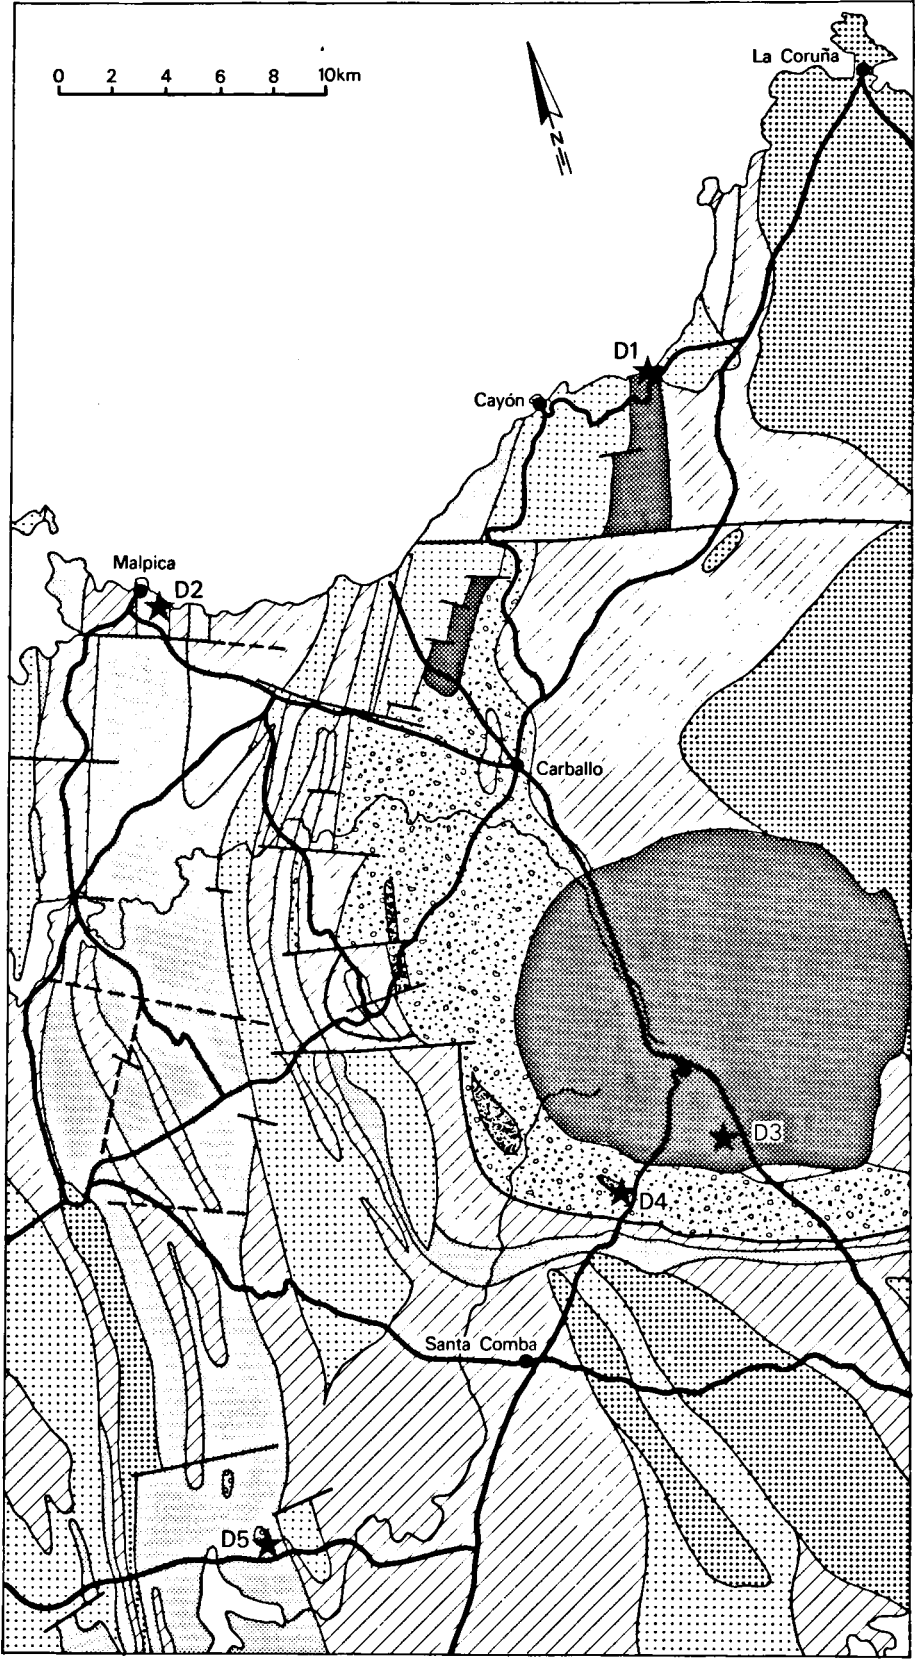 La Coruña
0 2 4 6 8 10km
N
D1
Cayón
Malpica
D2
Carballo
D3
D4
Santa Comba
D5